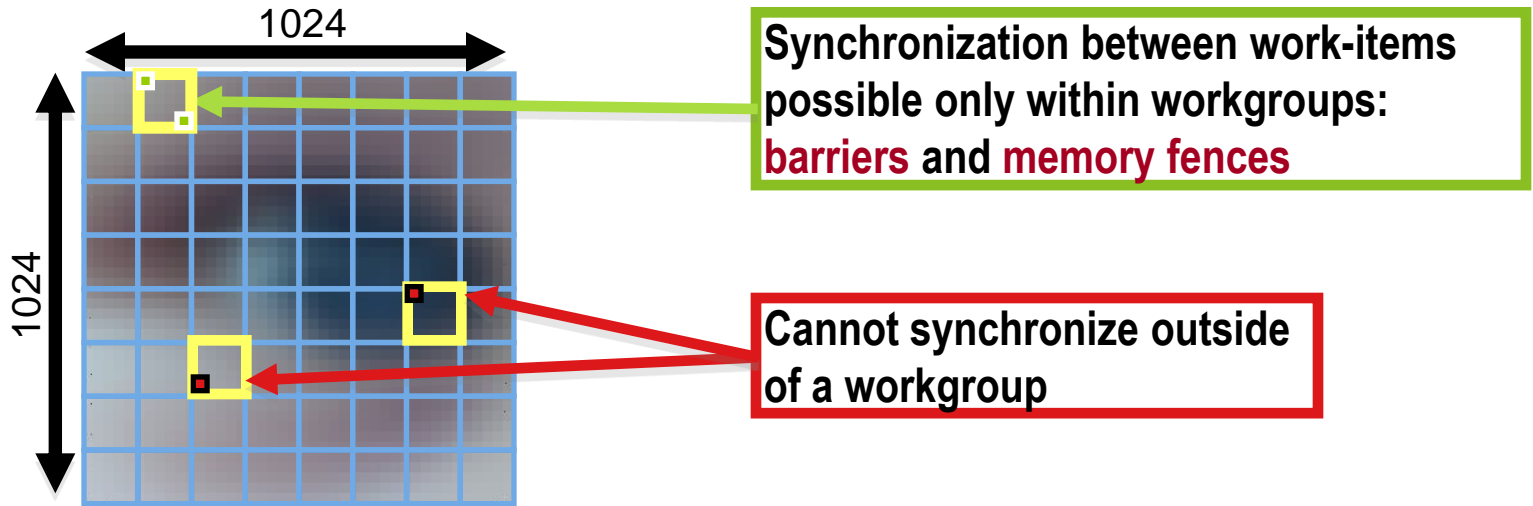 1024
Synchronization between work-items
possible only within workgroups:
barriers and memory fences
1024
Cannot synchronize outside
of a workgroup